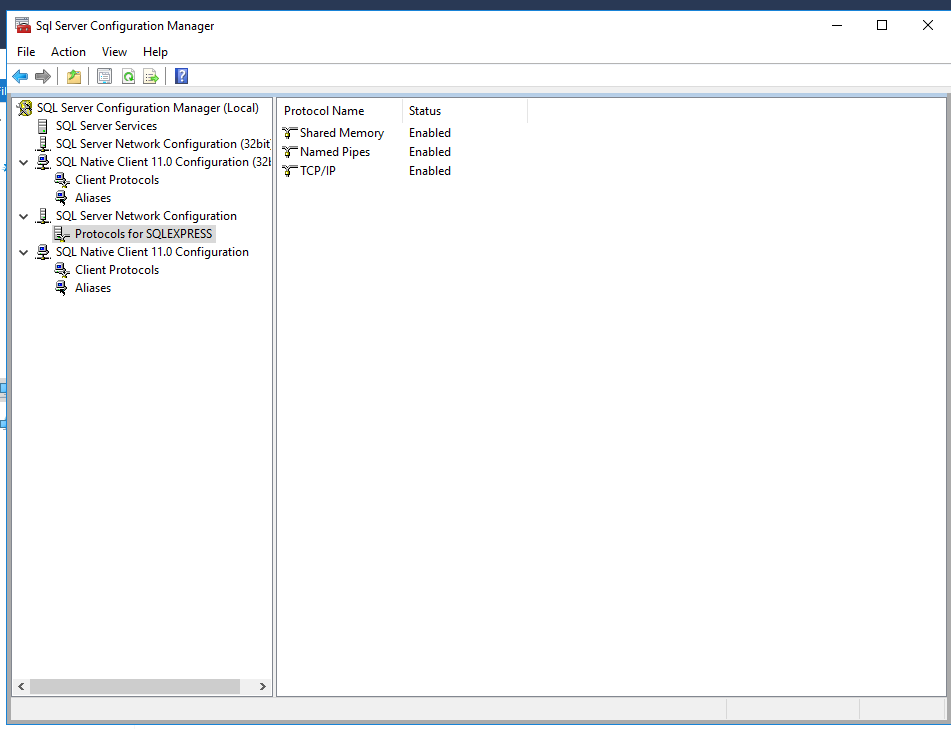 Sql Server Configuration Manager
File Action View Help
SQL Server Configuration Manager (Local)
SQL Server Services
SQL Server Network Configuration (32bit
SQL Native Client 11.0 Configuration (32b
Client Protocols
Aliases
SQL Server Network Configuration
Protocols for SQLEXPRESS
SQL Native Client 11.0 Configuration
Client Protocols
Aliases
Protocol Name Status
Shared Memory Enabled
Named Pipes Enabled
TCP/IP Enabled